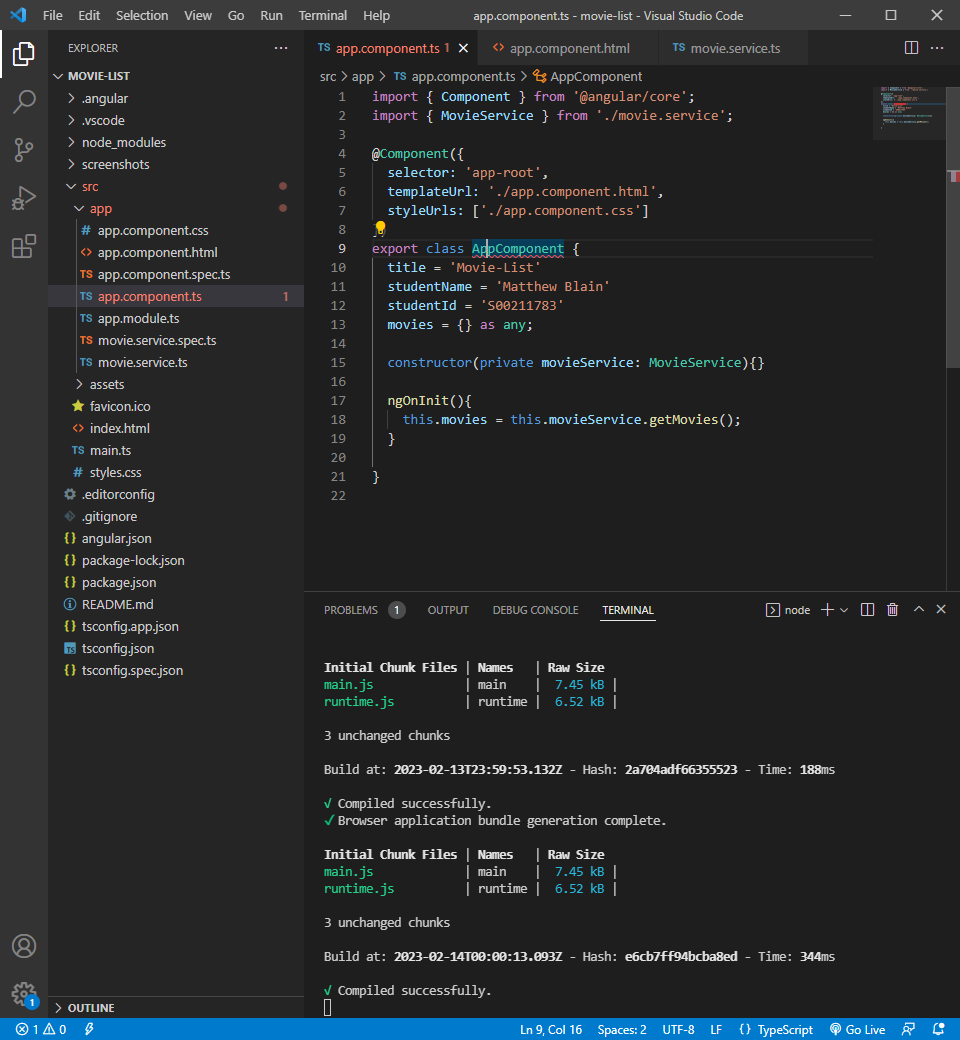 File Edit Selection View Go Run Terminal Help app.component.ts - movie-list - Visual Studio Code
EXPLORER
MOVIE-LIST
.angular
.vscode
node_modules
screenshots
src
app
# app.component.css
<> app.component.html
TS app.component.spec.ts
TS app.component.ts 1
TS app.module.ts
TS movie.service.spec.ts
TS movie.service.ts
assets
favicon.ico
<> index.html
TS main.ts
# styles.css
.editorconfig
.gitignore
{} angular.json
{} package-lock.json
{} package.json
README.md
{} tsconfig.app.json
TS tsconfig.json
{} tsconfig.spec.json
OUTLINE
1
TS app.component.ts 1 <> app.component.html TS movie.service.ts
src > app > TS app.component.ts > AppComponent
1 import { Component } from '@angular/core';
2 import { MovieService } from './movie.service';
3
4 @Component({
5 selector: 'app-root',
6 templateUrl: './app.component.html',
7 styleUrls: ['./app.component.css']
8 })
9 export class AppComponent {
10 title = 'Movie-List'
11 studentName = 'Matthew Blain'
12 studentId = 'S00211783'
13 movies = {} as any;
14
15 constructor(private movieService: MovieService){}
16
17 ngOnInit(){
18 this.movies = this.movieService.getMovies();
19 }
20
21 }
22
PROBLEMS 1 OUTPUT DEBUG CONSOLE TERMINAL node
Initial Chunk Files | Names | Raw Size
main.js | main | 7.45 kB |
runtime.js | runtime | 6.52 kB |
3 unchanged chunks
Build at: 2023-02-13T23:59:53.132Z - Hash: 2a704adf66355523 - Time: 188ms
√ Compiled successfully.
✔ Browser application bundle generation complete.
Initial Chunk Files | Names | Raw Size
main.js | main | 7.45 kB |
runtime.js | runtime | 6.52 kB |
3 unchanged chunks
Build at: 2023-02-14T00:00:13.093Z - Hash: e6cb7ff94bcba8ed - Time: 344ms
√ Compiled successfully.
1 0 Ln 9, Col 16 Spaces: 2 UTF-8 LF {} TypeScript Go Live